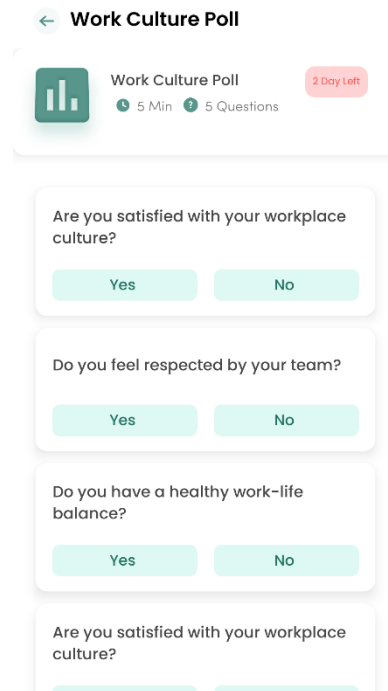 Work Culture Poll
Work Culture Poll
2 Day Left
5 Min
? 5 Questions
Are you satisfied with your workplace
culture?
Yes
No
Do you feel respected by your team?
Yes
No
Do you have a healthy work-life
balance?
Yes
No
Are you satisfied with your workplace
culture?